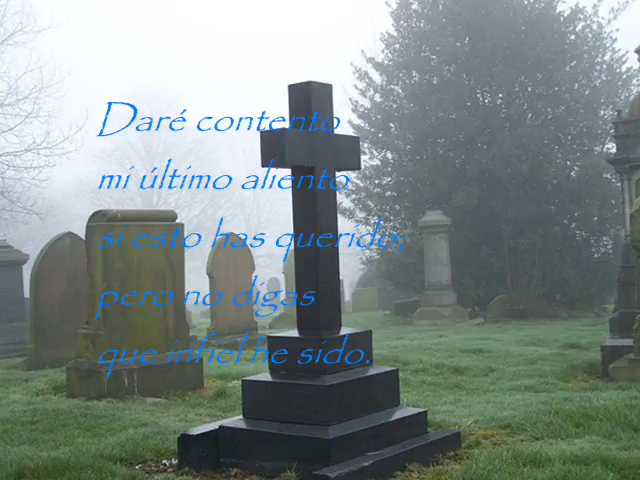 Daré contento
mi último aliento
si esto has querido;
pero no digas
que infiel he sido.